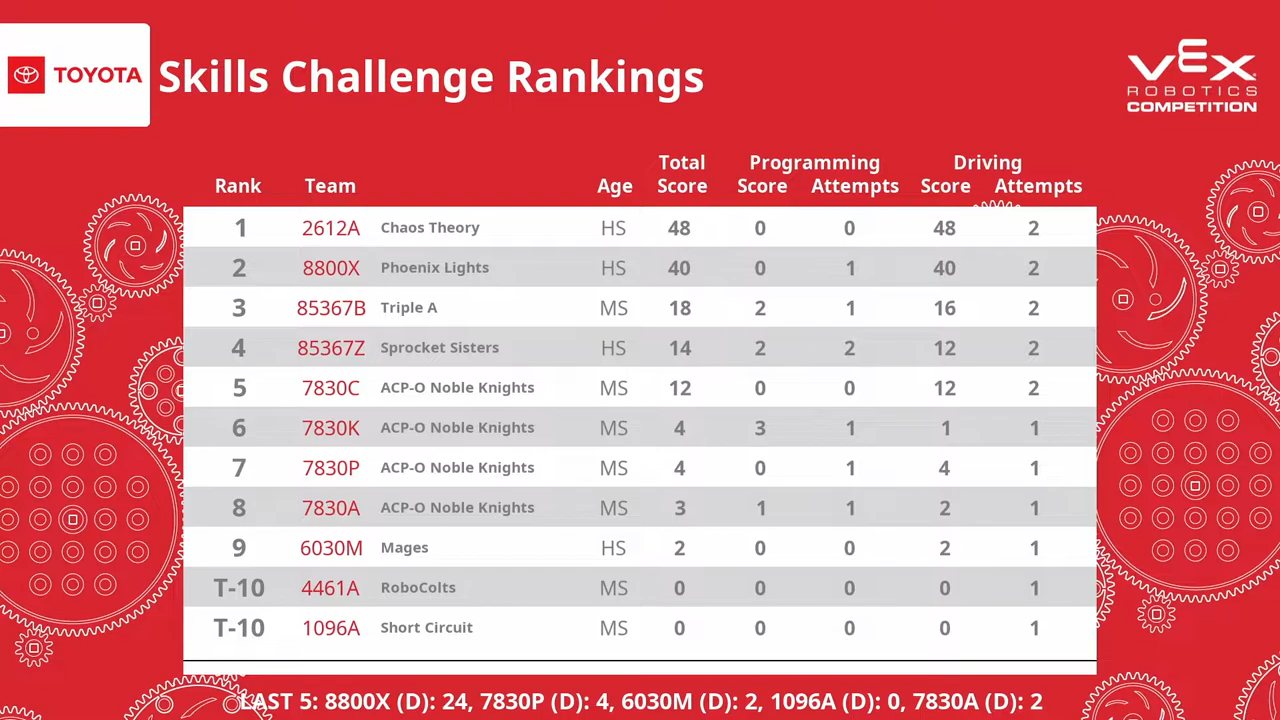 TOYOTA Skills Challenge Rankings
VEX
ROBOTICS
COMPETITION
Total Programming Driving
Rank Team Age Score Score Attempts Score Attempts
1 2612A Chaos Theory HS 48 0 0 48 2
2 8800X Phoenix Lights HS 40 0 1 40 2
3 85367B Triple A MS 18 2 1 16 2
4 85367Z Sprocket Sisters HS 14 2 2 12 2
5 7830C ACP-O Noble Knights MS 12 0 0 12 2
6 7830K ACP-O Noble Knights MS 4 3 1 1 1
7 7830P ACP-O Noble Knights MS 4 0 1 4 1
8 7830A ACP-O Noble Knights MS 3 1 1 2 1
9 6030M Mages HS 2 0 0 2 1
T-10 4461A RoboColts MS 0 0 0 0 1
T-10 1096A Short Circuit MS 0 0 0 0 1
LAST 5: 8800X (D): 24, 7830P (D): 4, 6030M (D): 2, 1096A (D): 0, 7830A (D): 2